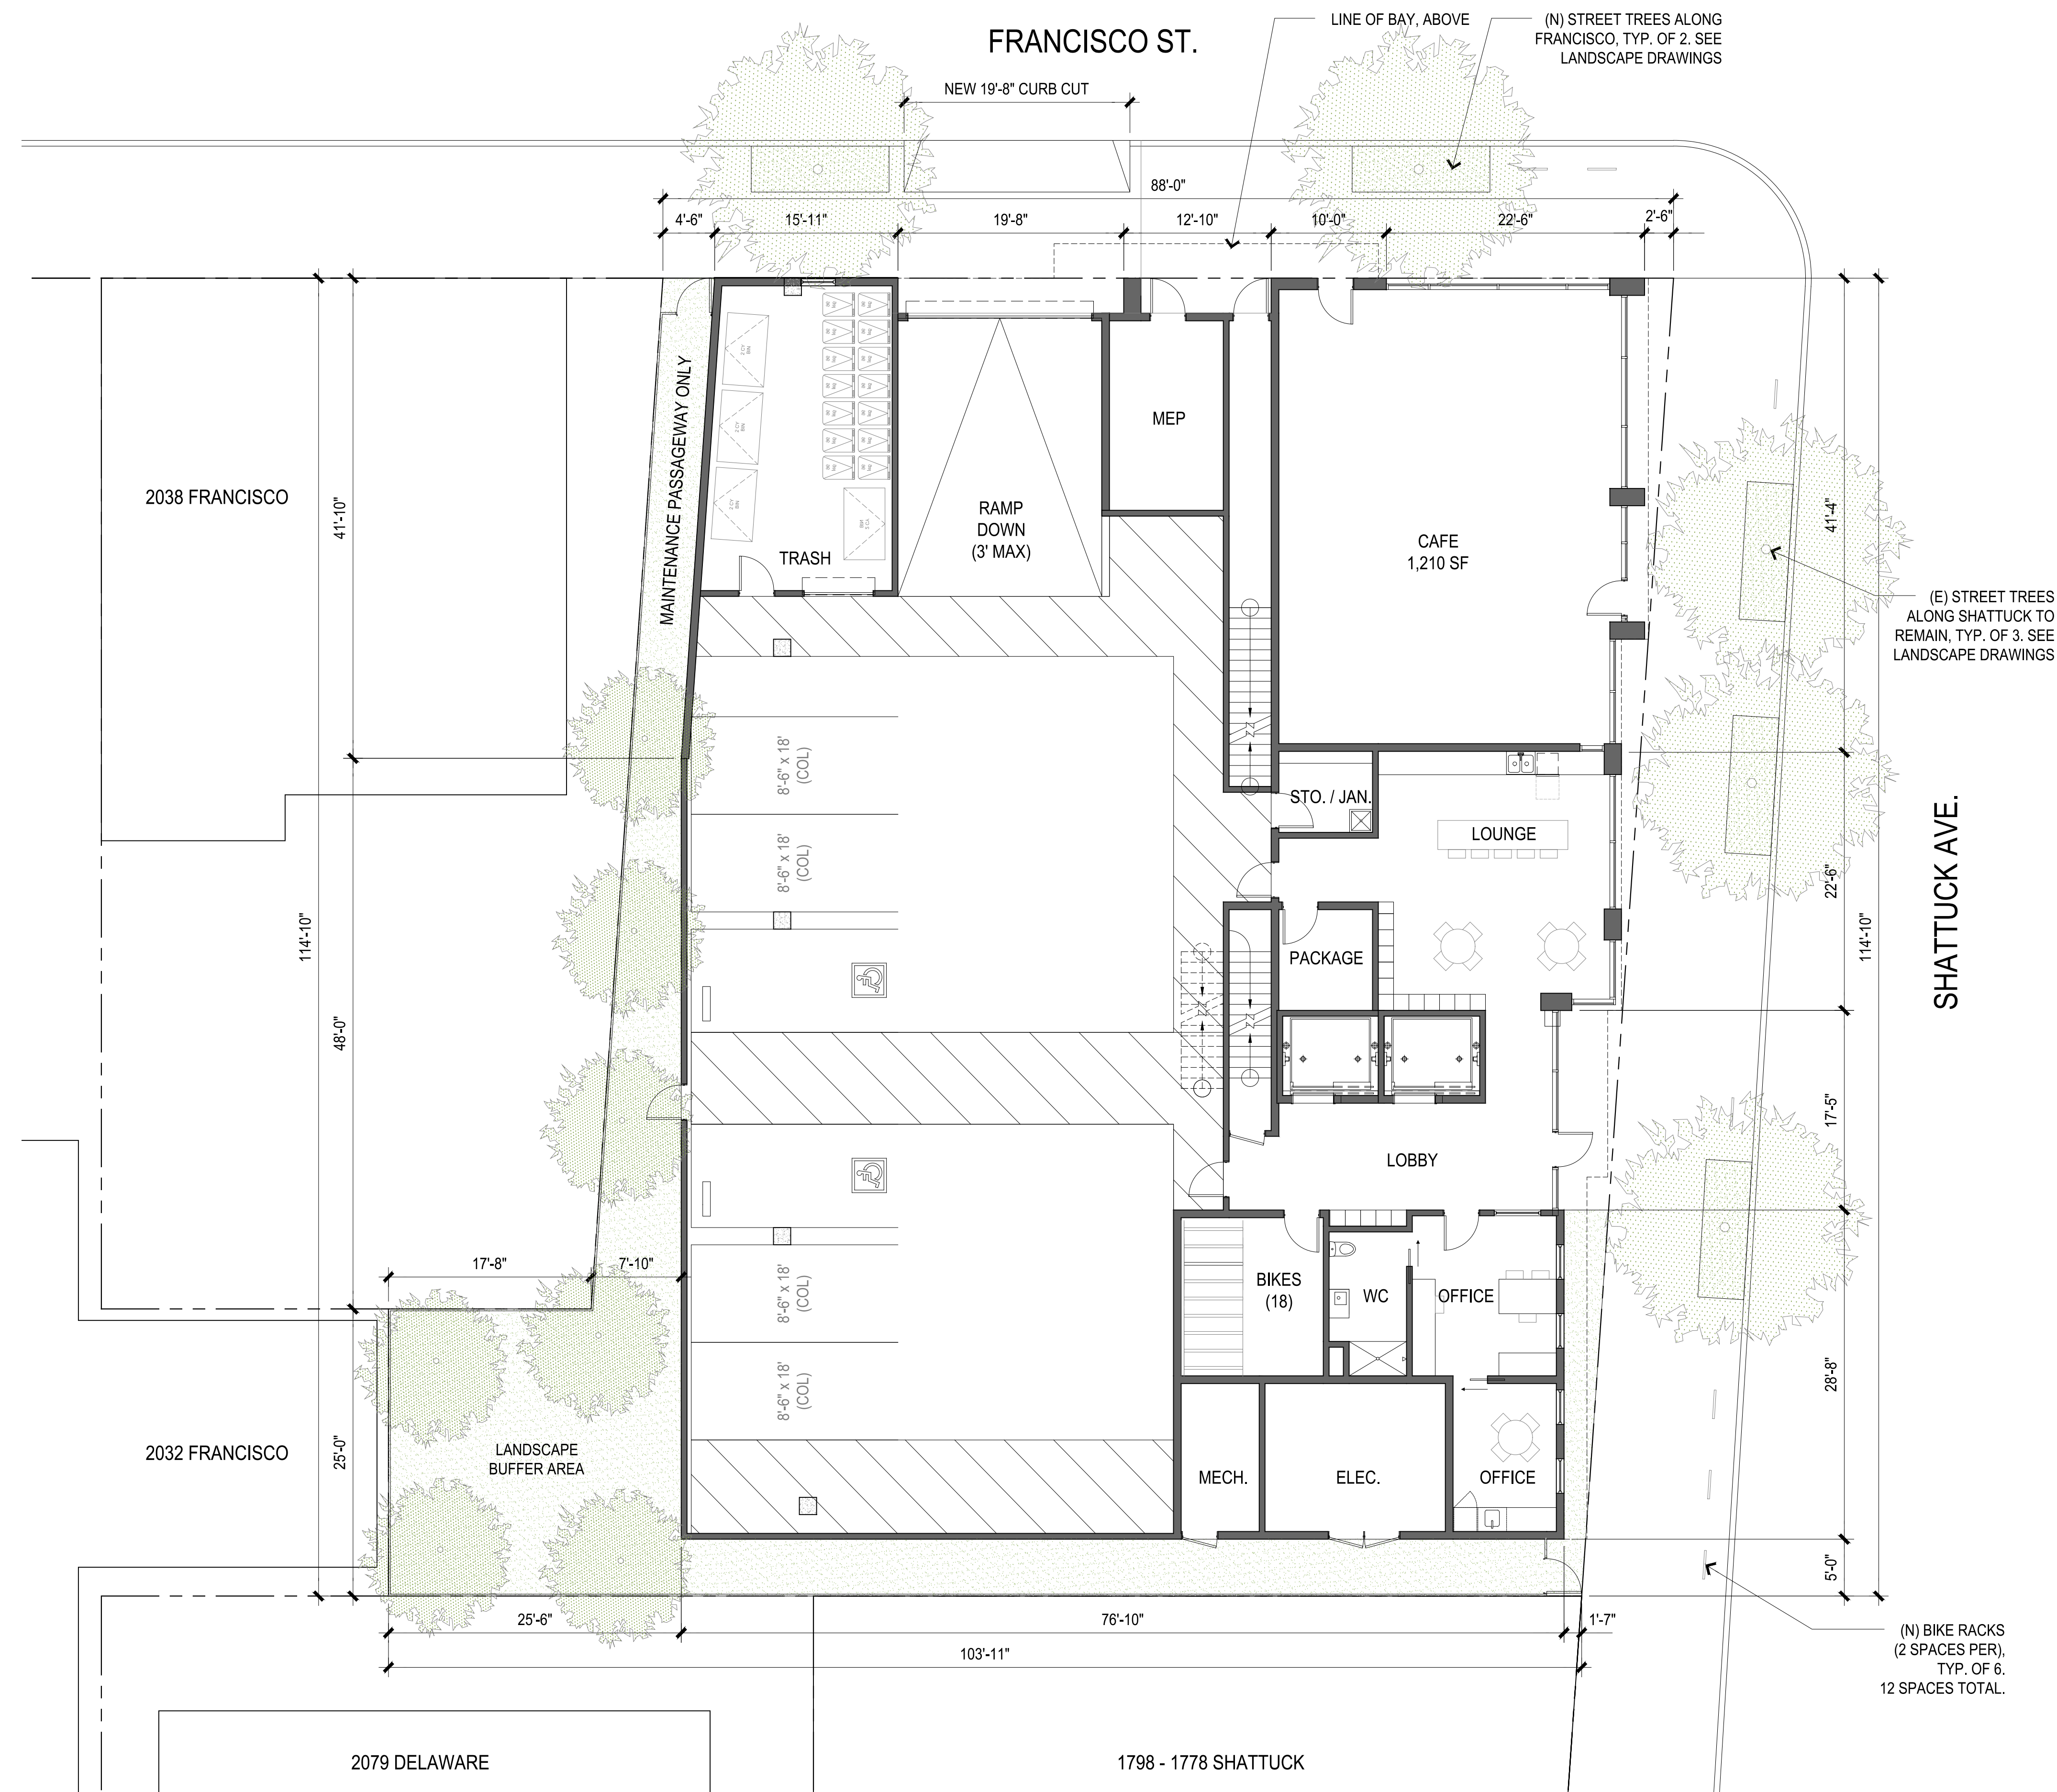 FRANCISCO ST.
LINE OF BAY, ABOVE
(N) STREET TREES ALONG
FRANCISCO, TYP. OF 2. SEE
LANDSCAPE DRAWINGS
NEW 19'-8" CURB CUT
88'-0"
4'-6"
15'-11"
19'-8"
12'-10"
10'-0"
22'-6"
2'-6"
2038 FRANCISCO
41'-10"
114'-10"
48'-0"
25'-0"
MAINTENANCE PASSAGEWAY ONLY
TRASH
RAMP
DOWN
(3' MAX)
MEP
CAFE
1,210 SF
41'-4"
(E) STREET TREES
ALONG SHATTUCK TO
REMAIN, TYP. OF 3. SEE
LANDSCAPE DRAWINGS
8'-6" x 18'
(COL)
8'-6" x 18'
(COL)
STO. / JAN.
LOUNGE
22'-6"
114'-10"
SHATTUCK AVE.
PACKAGE
17'-5"
LOBBY
17'-8"
7'-10"
8'-6" x 18'
(COL)
8'-6" x 18'
(COL)
BIKES
(18)
WC
OFFICE
28'-8"
2032 FRANCISCO
LANDSCAPE
BUFFER AREA
MECH.
ELEC.
OFFICE
5'-0"
25'-6"
76'-10"
1'-7"
103'-11"
(N) BIKE RACKS
(2 SPACES PER),
TYP. OF 6.
12 SPACES TOTAL.
2079 DELAWARE
1798 - 1778 SHATTUCK